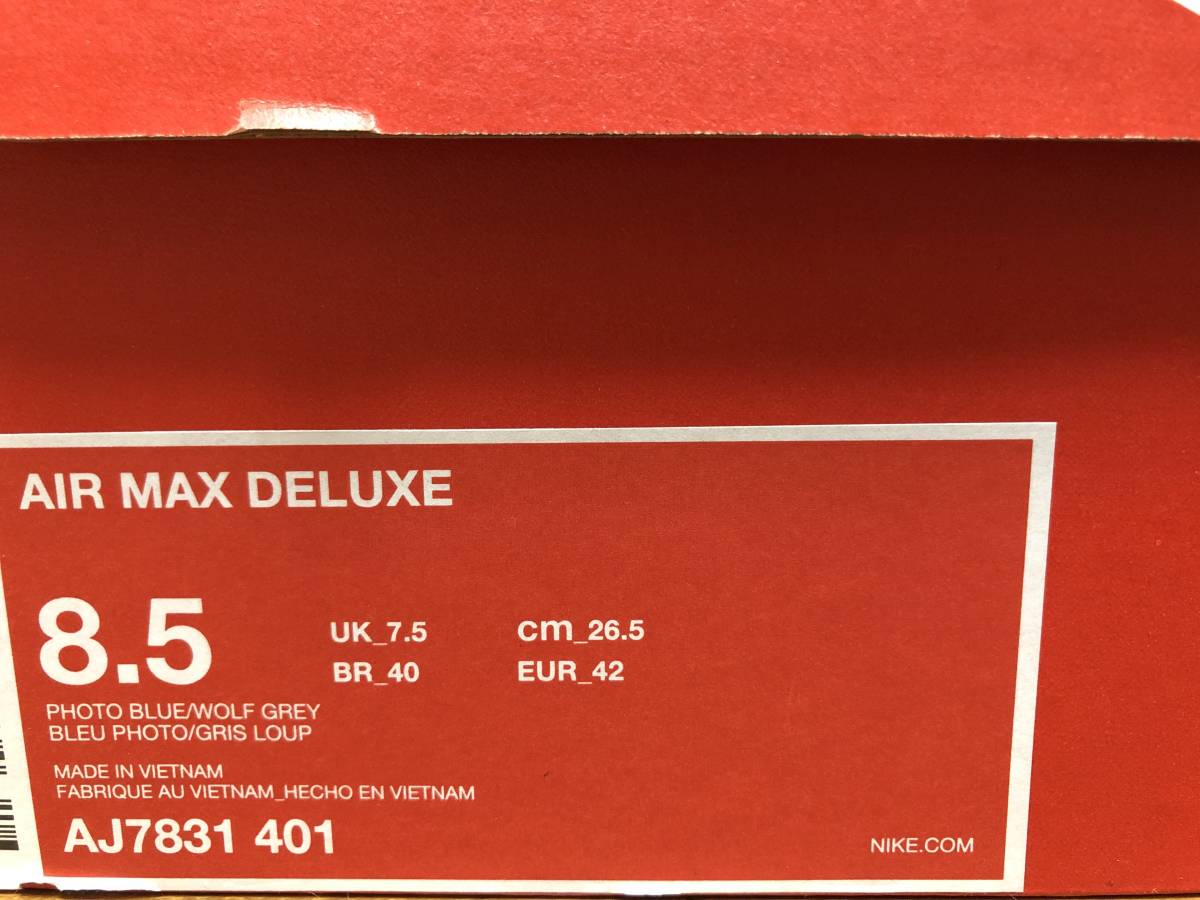 AIR MAX DELUXE
8.5
UK_7.5 cm_26.5
BR_40 EUR_42
PHOTO BLUE/WOLF GREY
BLEU PHOTO/GRIS LOUP
MADE IN VIETNAM
FABRIQUE AU VIETNAM_HECHO EN VIETNAM
AJ7831 401
NIKE.COM